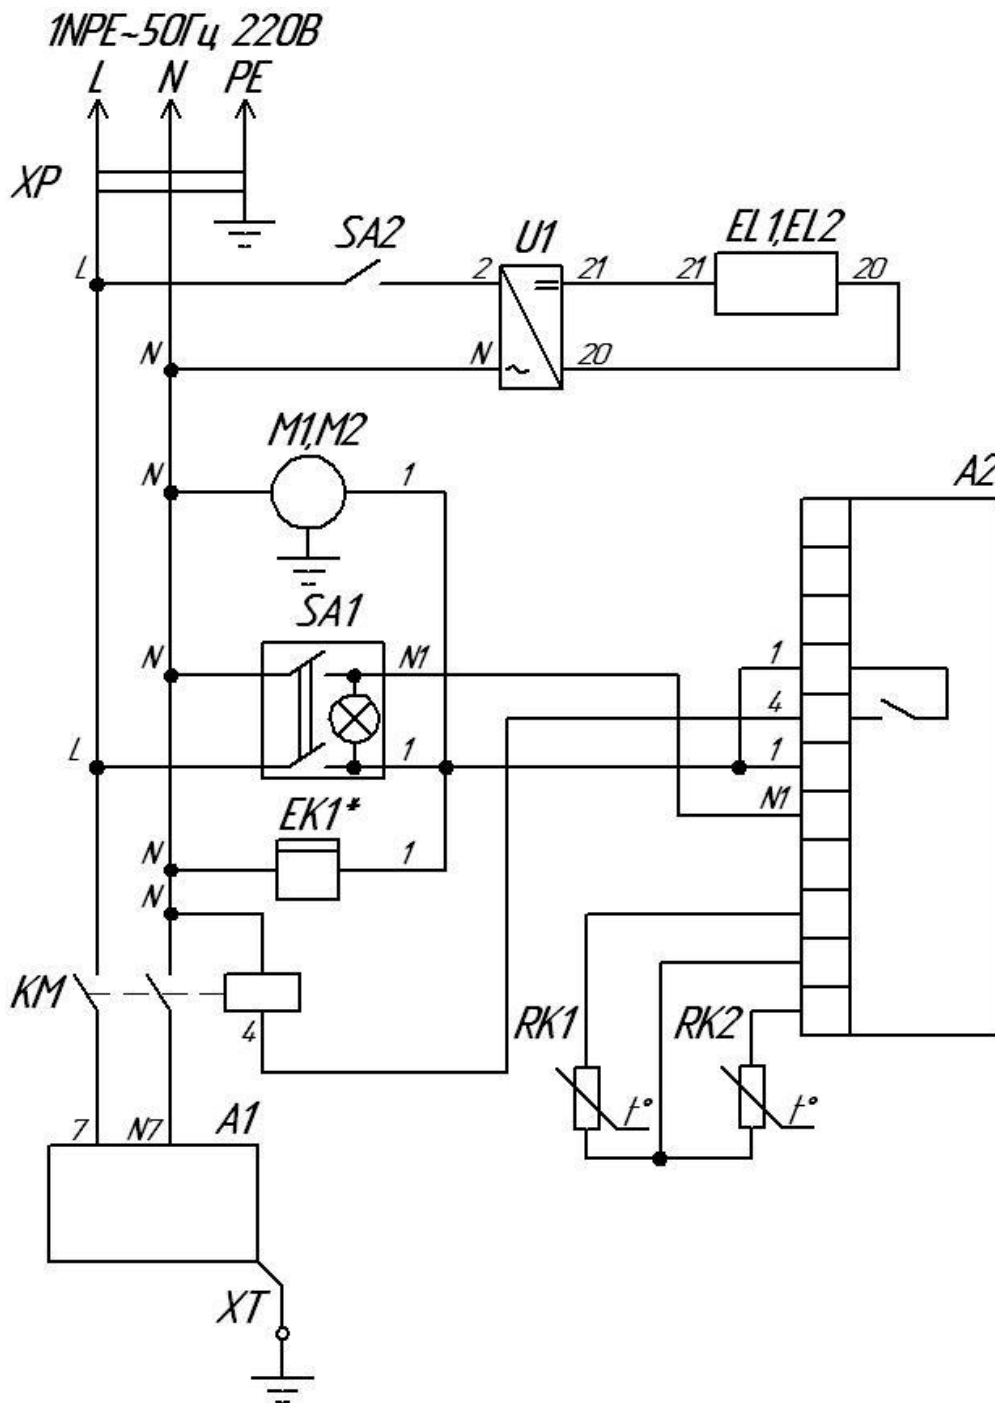 1NPE~50Гц 220В
L N PE
XP
SA2 U1 EL1,EL2
L 2 21 21 20
N N 20
M1,M2
N 1 A2
SA1
N N1 1
4
L 1 1
EK1* N1
N 1
N
KM
4 RK1 RK2
t° t°
7 N7 A1
XT